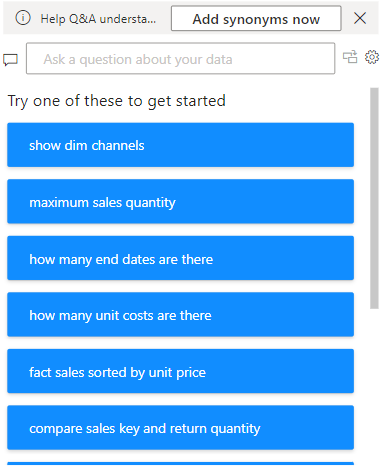 Help Q&A understa... Add synonyms now
Ask a question about your data
Try one of these to get started
show dim channels
maximum sales quantity
how many end dates are there
how many unit costs are there
fact sales sorted by unit price
compare sales key and return quantity